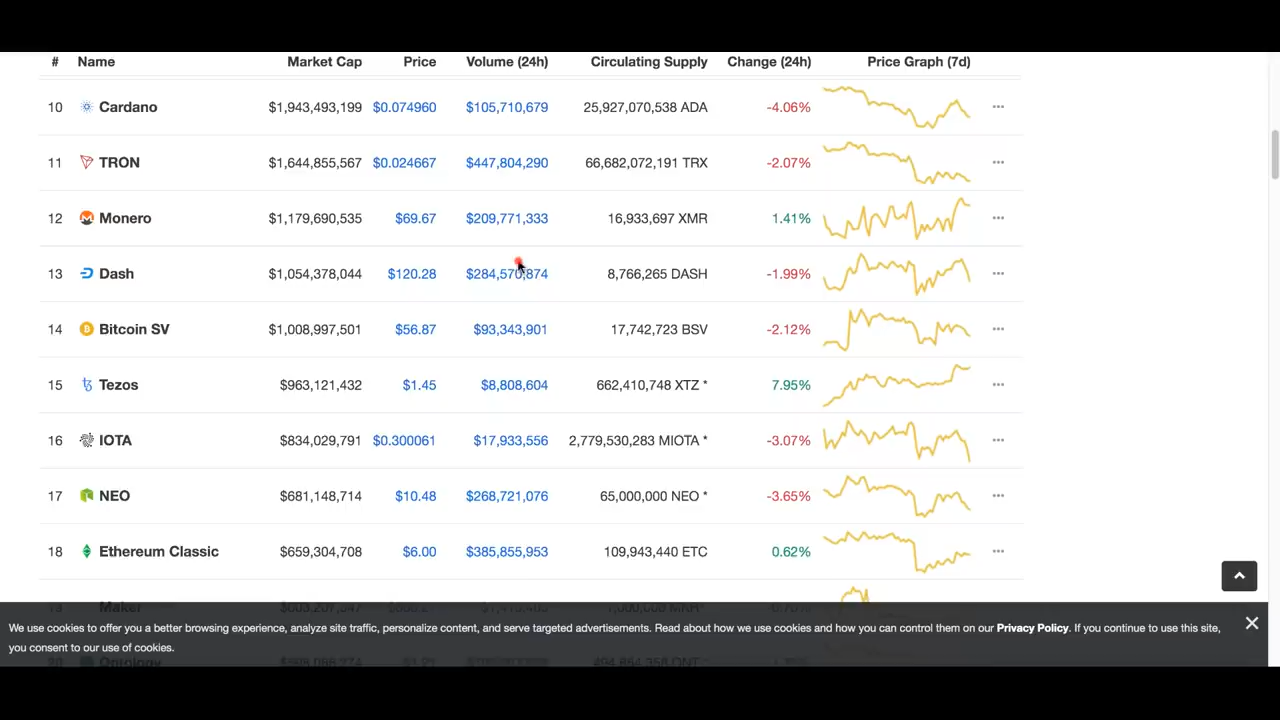 # Name Market Cap Price Volume (24h) Circulating Supply Change (24h) Price Graph (7d)
10 Cardano $1,943,493,199 $0.074960 $105,710,679 25,927,070,538 ADA -4.06%
11 TRON $1,644,855,567 $0.024667 $447,804,290 66,682,072,191 TRX -2.07%
12 Monero $1,179,690,535 $69.67 $209,771,333 16,933,697 XMR 1.41%
13 Dash $1,054,378,044 $120.28 $284,570,874 8,766,265 DASH -1.99%
14 Bitcoin SV $1,008,997,501 $56.87 $93,343,901 17,742,723 BSV -2.12%
15 Tezos $963,121,432 $1.45 $8,808,604 662,410,748 XTZ * 7.95%
16 IOTA $834,029,791 $0.300061 $17,933,556 2,779,530,283 MIOTA * -3.07%
17 NEO $681,148,714 $10.48 $268,721,076 65,000,000 NEO * -3.65%
18 Ethereum Classic $659,304,708 $6.00 $385,855,953 109,943,440 ETC 0.62%
19 Maker
We use cookies to offer you a better browsing experience, analyze site traffic, personalize content, and serve targeted advertisements. Read about how we use cookies and how you can control them on our Privacy Policy. If you continue to use this site,
you consent to our use of cookies.
20 Ontology